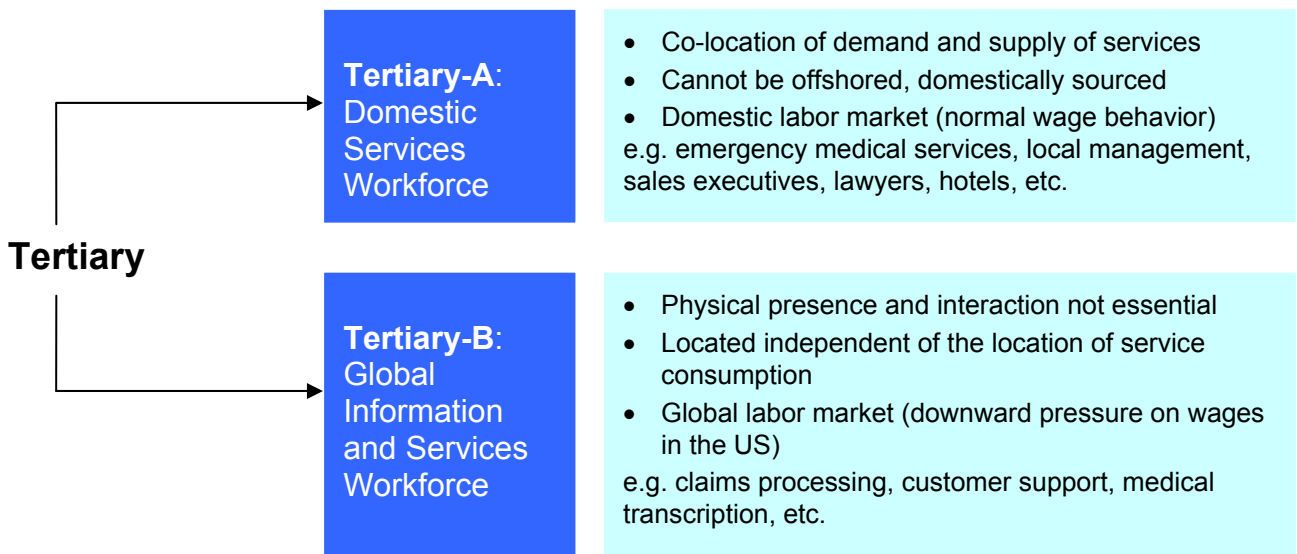 Tertiary
Tertiary-A:
Domestic
Services
Workforce
• Co-location of demand and supply of services
• Cannot be offshored, domestically sourced
• Domestic labor market (normal wage behavior)
e.g. emergency medical services, local management,
sales executives, lawyers, hotels, etc.
Tertiary-B:
Global
Information
and Services
Workforce
• Physical presence and interaction not essential
• Located independent of the location of service
consumption
• Global labor market (downward pressure on wages
in the US)
e.g. claims processing, customer support, medical
transcription, etc.